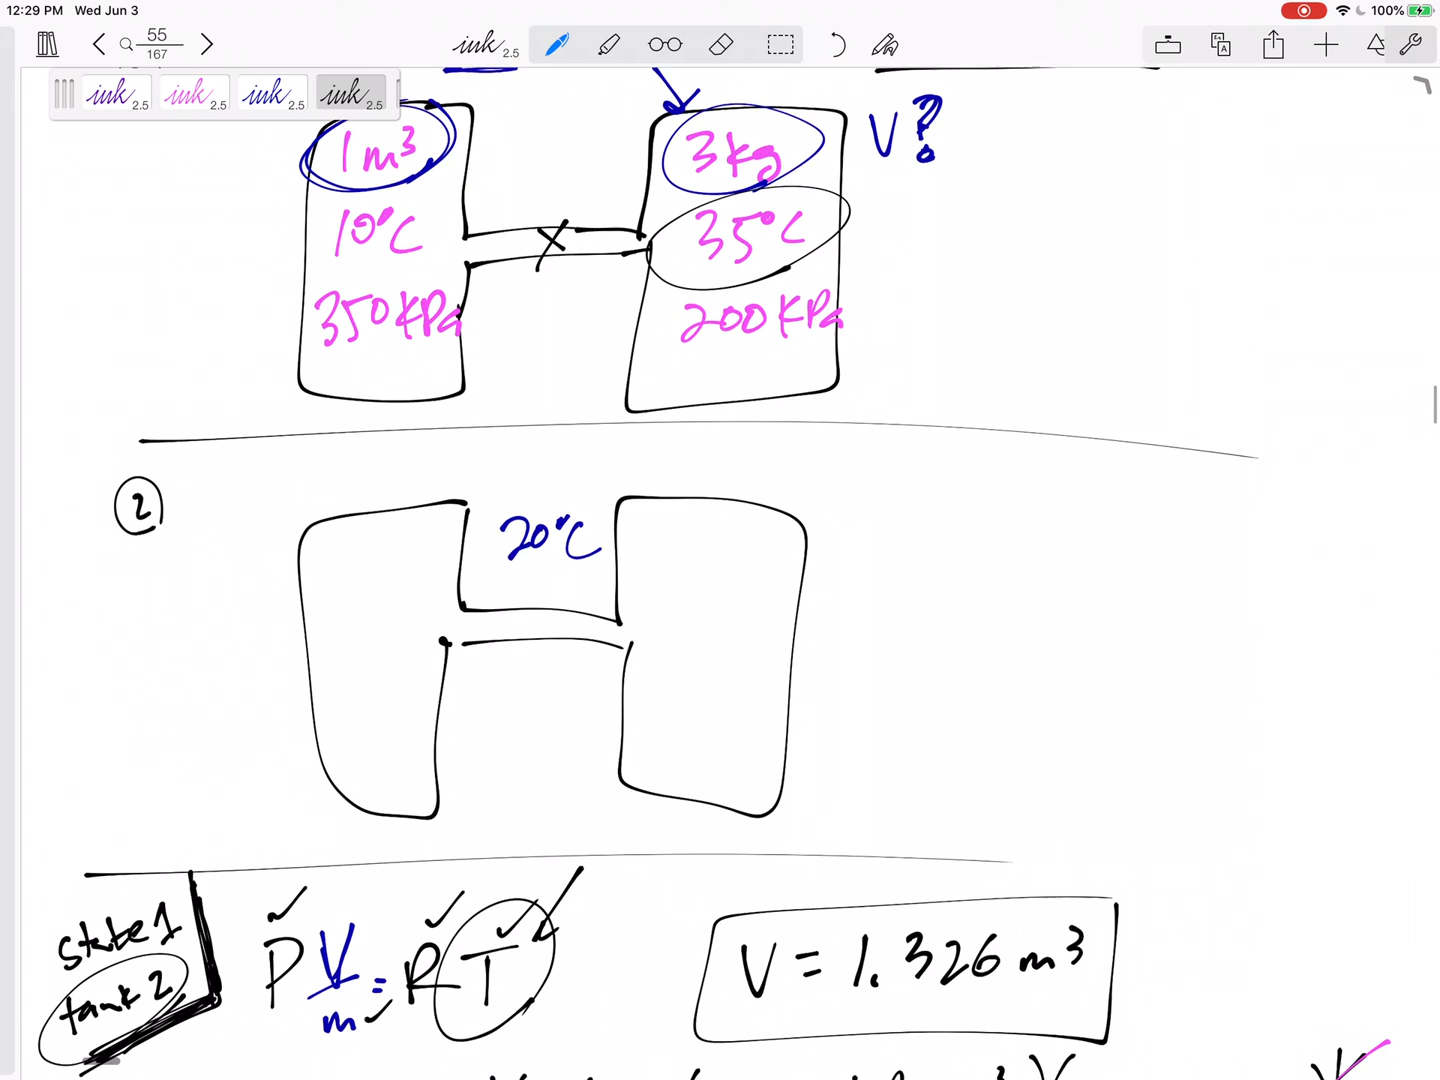 12:29 PM Wed Jun 3 100%
55
167
ink 2.5
ink 2.5 ink 2.5 ink 2.5 ink 2.5
1 m³ 3 kg V?
10°C 35°C
350 KPa 200 KPa
2
20°C
state 1
tank 2
P V/m = R T
V = 1.326 m³